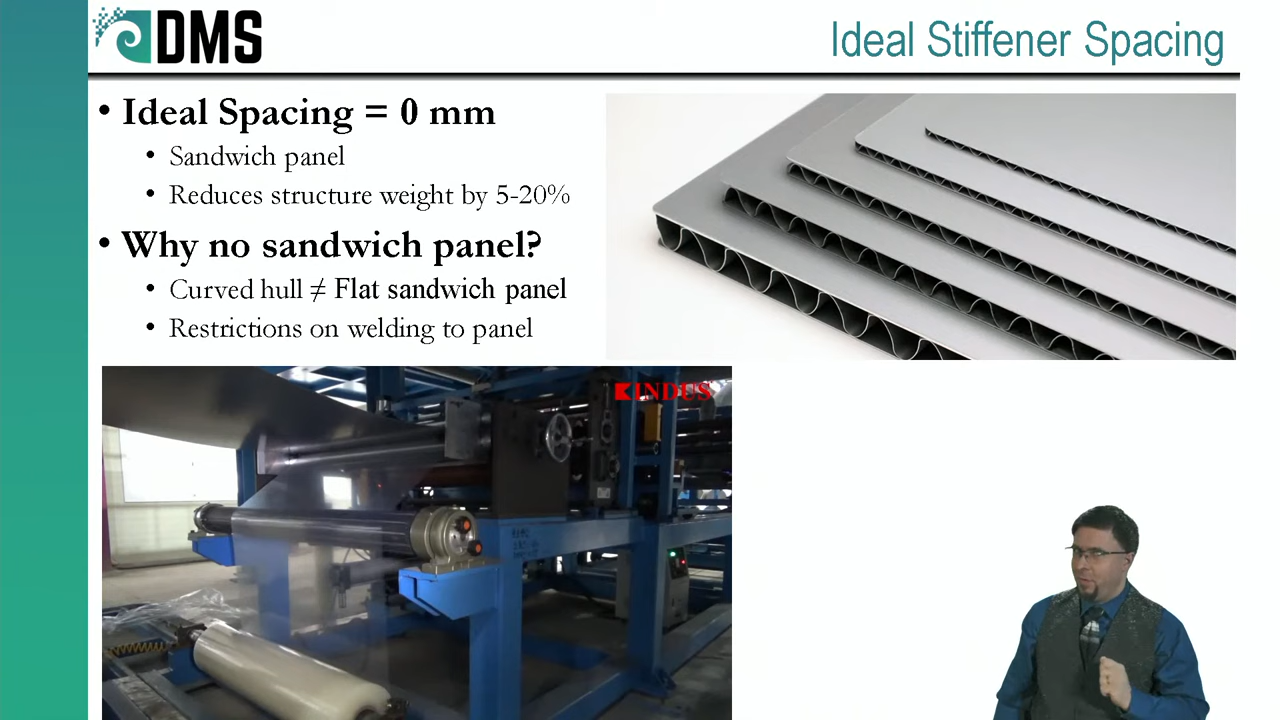 DMS
Ideal Stiffener Spacing
• Ideal Spacing = 0 mm
• Sandwich panel
• Reduces structure weight by 5-20%
• Why no sandwich panel?
• Curved hull ≠ Flat sandwich panel
• Restrictions on welding to panel
KINDUS